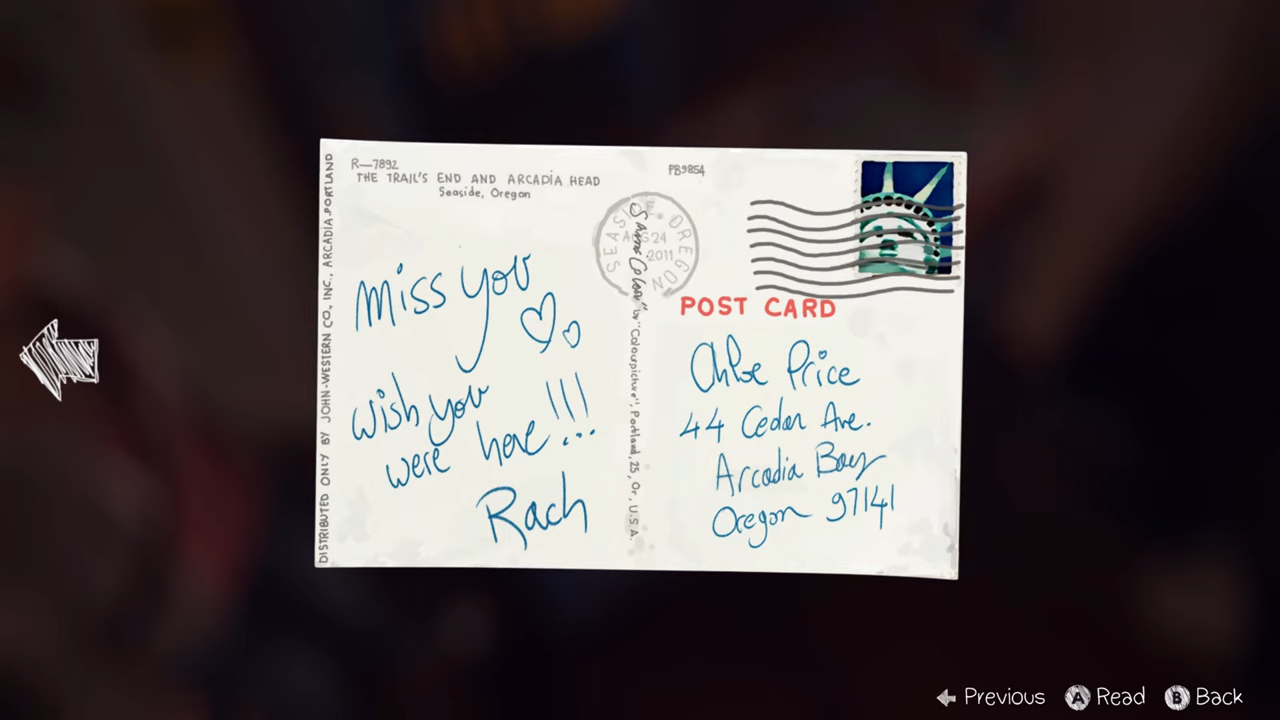 R—7892
THE TRAIL'S END AND ARCADIA HEAD
Seaside, Oregon
PB9854
DISTRIBUTED ONLY BY JOHN-WESTERN CO., INC., ARCADIA.PORTLAND
SEASIDE, OREGON
AUG 24
2011
"Colourpicture", Portland, 25, Or, U.S.A.
POST CARD
Miss you
Wish you
were here!!!
Rach
Chloe Price
44 Cedar Ave.
Arcadia Bay
Oregon 97141
Previous
A Read
B Back